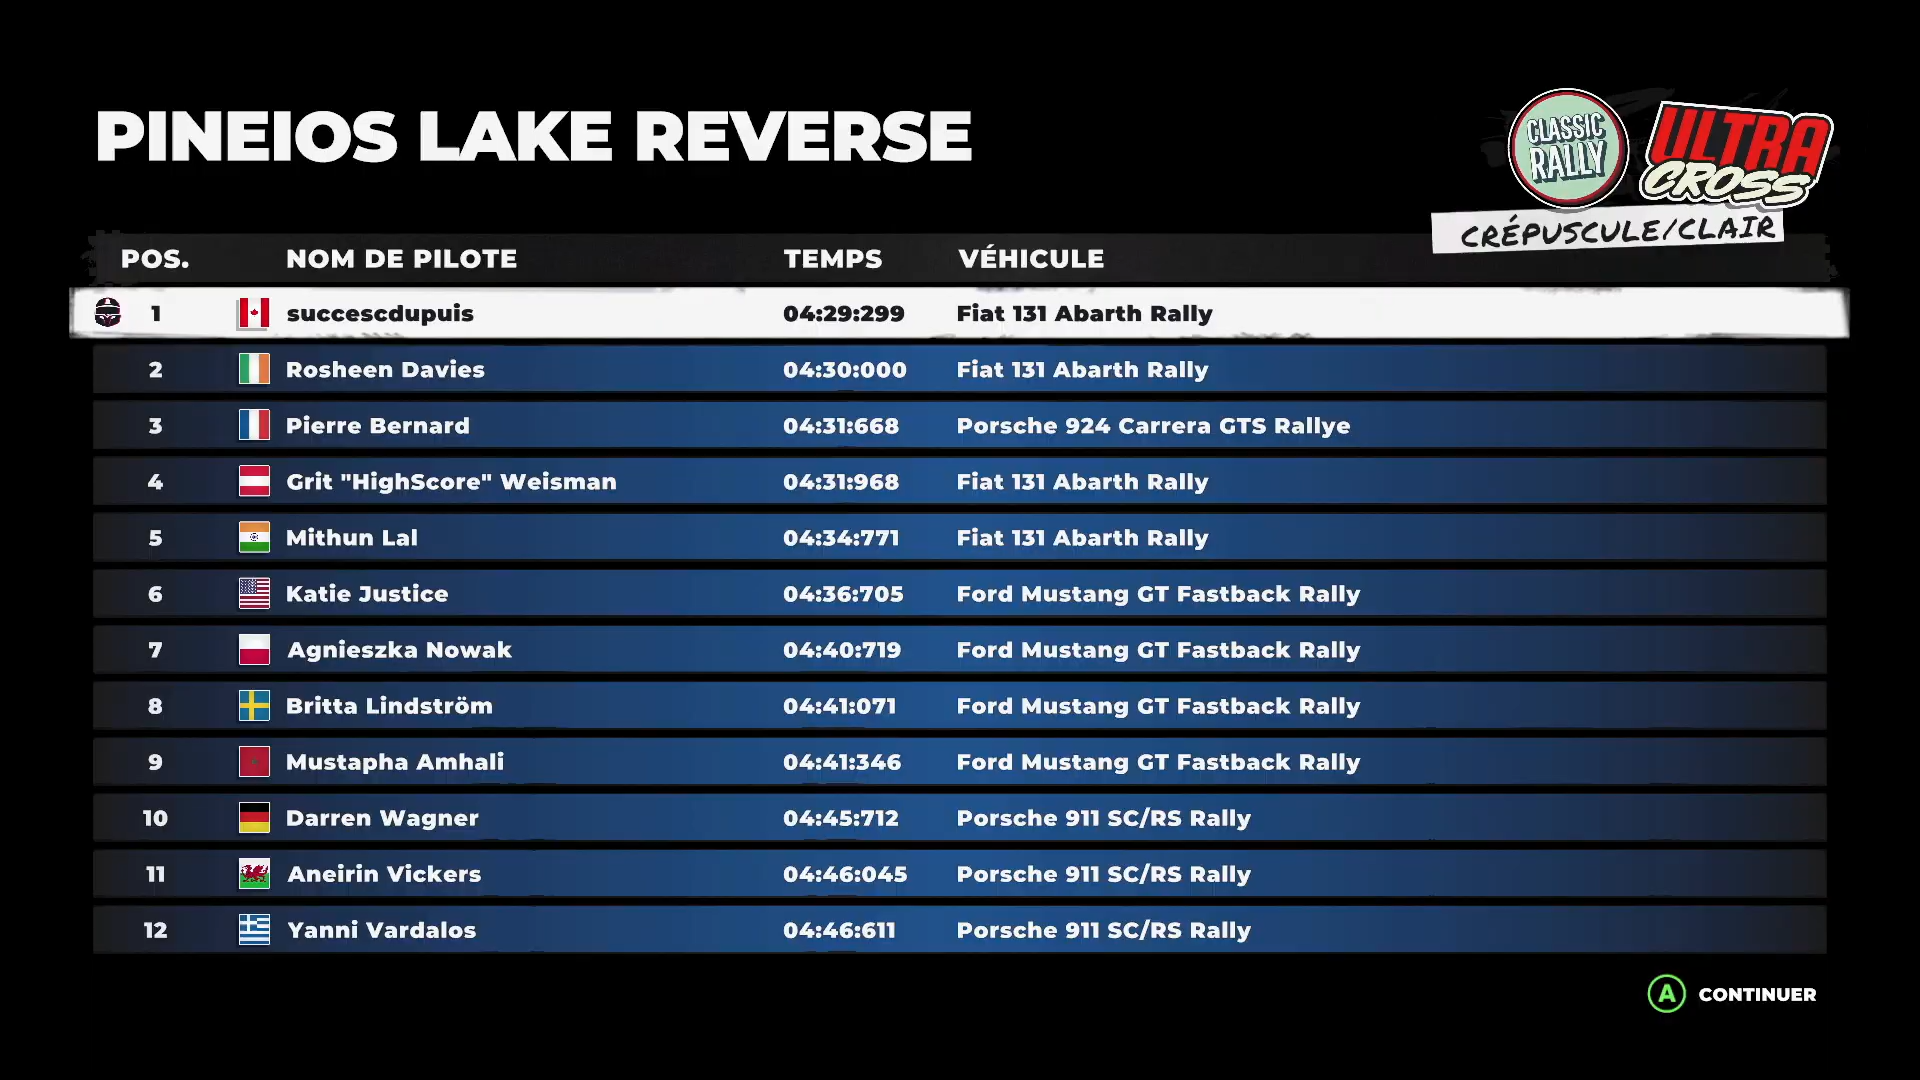 PINEIOS LAKE REVERSE
CLASSIC RALLY
ULTRA CROSS
CRÉPUSCULE/CLAIR
POS. NOM DE PILOTE TEMPS VÉHICULE
1 succescdupuis 04:29:299 Fiat 131 Abarth Rally
2 Rosheen Davies 04:30:000 Fiat 131 Abarth Rally
3 Pierre Bernard 04:31:668 Porsche 924 Carrera GTS Rallye
4 Grit "HighScore" Weisman 04:31:968 Fiat 131 Abarth Rally
5 Mithun Lal 04:34:771 Fiat 131 Abarth Rally
6 Katie Justice 04:36:705 Ford Mustang GT Fastback Rally
7 Agnieszka Nowak 04:40:719 Ford Mustang GT Fastback Rally
8 Britta Lindström 04:41:071 Ford Mustang GT Fastback Rally
9 Mustapha Amhali 04:41:346 Ford Mustang GT Fastback Rally
10 Darren Wagner 04:45:712 Porsche 911 SC/RS Rally
11 Aneirin Vickers 04:46:045 Porsche 911 SC/RS Rally
12 Yanni Vardalos 04:46:611 Porsche 911 SC/RS Rally
A CONTINUER